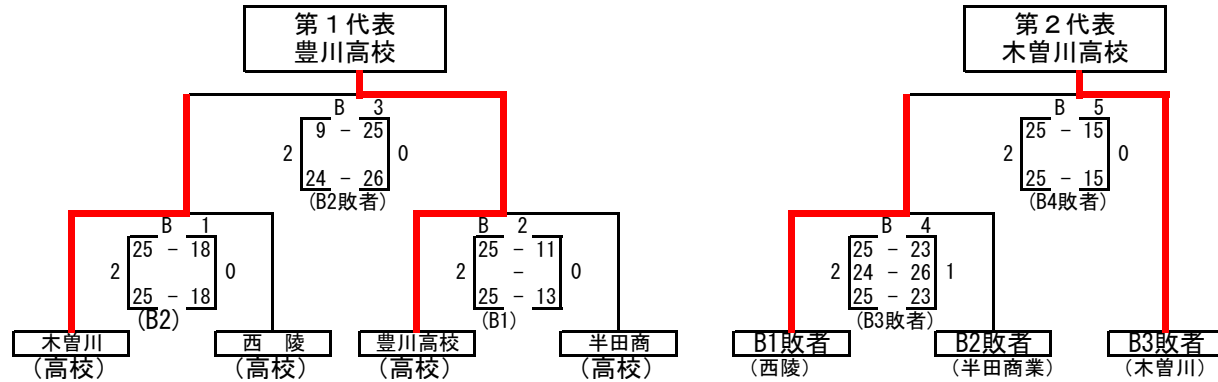 第１代表
豊川高校
B 3
9 - 25
2 0
24 - 26
(B2敗者)
B 1
25 - 18
2 0
25 - 18
(B2)
B 2
25 - 11
2 - 0
25 - 13
(B1)
木曽川
(高校)
西 陵
(高校)
豊川高校
(高校)
半田商
(高校)
第２代表
木曽川高校
B 5
25 - 15
2 0
25 - 15
(B4敗者)
B 4
25 - 23
2 24 - 26 1
25 - 23
(B3敗者)
B1敗者
(西陵)
B2敗者
(半田商業)
B3敗者
(木曽川)